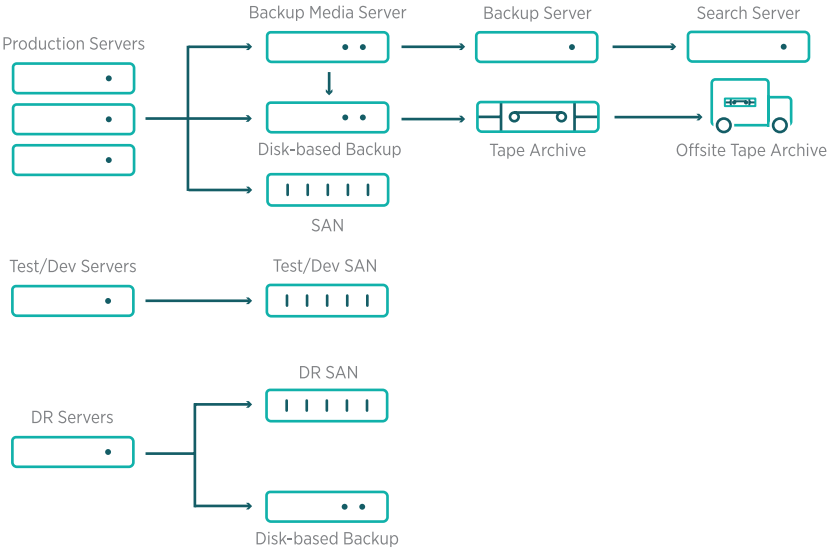 Backup Media Server
Backup Server
Search Server
Production Servers
Disk-based Backup
Tape Archive
Offsite Tape Archive
SAN
Test/Dev Servers
Test/Dev SAN
DR SAN
DR Servers
Disk-based Backup